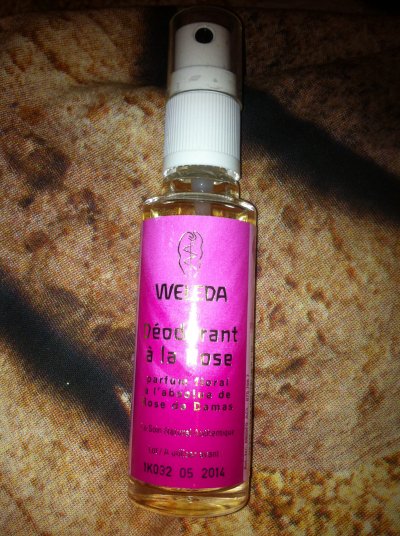 WELEDA
Déodorant
à la Rose
parfum floral
à l'absolue de
Rose de Damas
1K032 05 2014